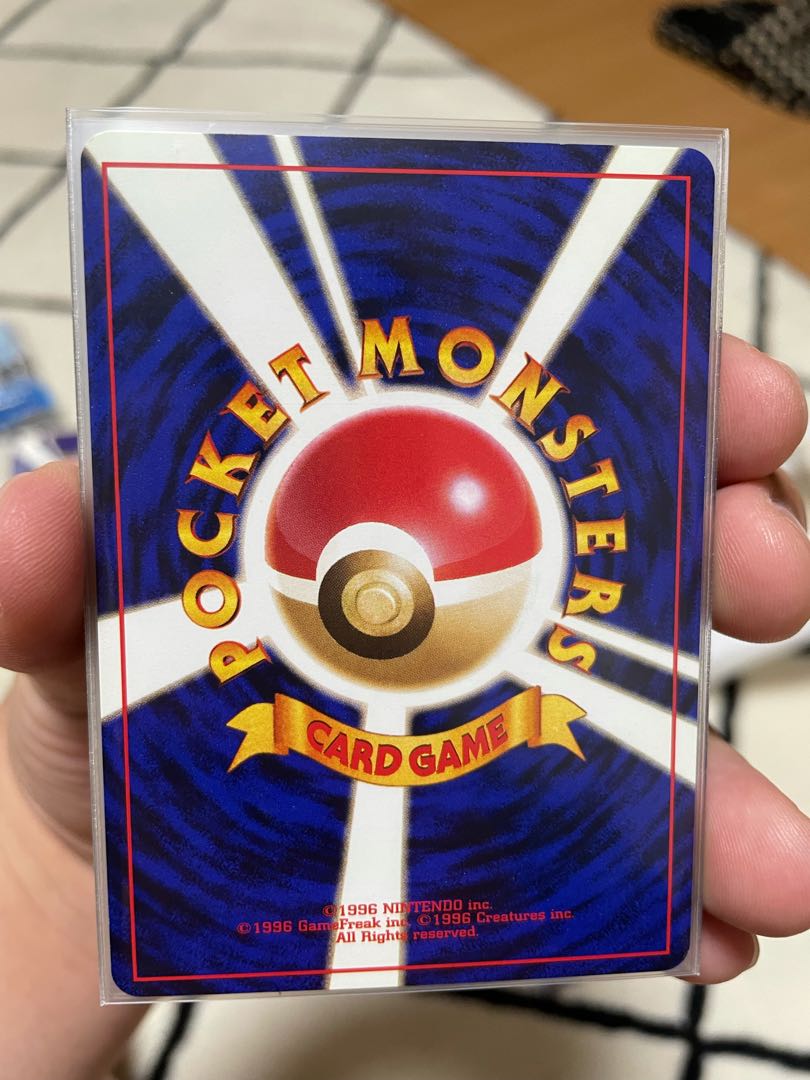 POCKET MONSTERS
CARD GAME
©1996 NINTENDO inc.
©1996 GameFreak inc. ©1996 Creatures inc.
All Rights reserved.